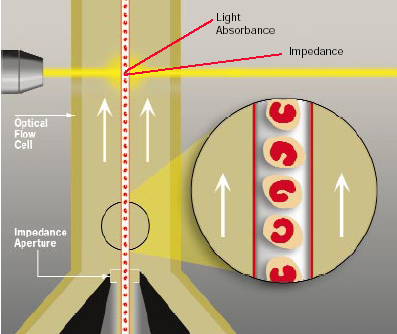 Light
Absorbance
Impedance
Optical
Flow
Cell
Impedance
Aperture